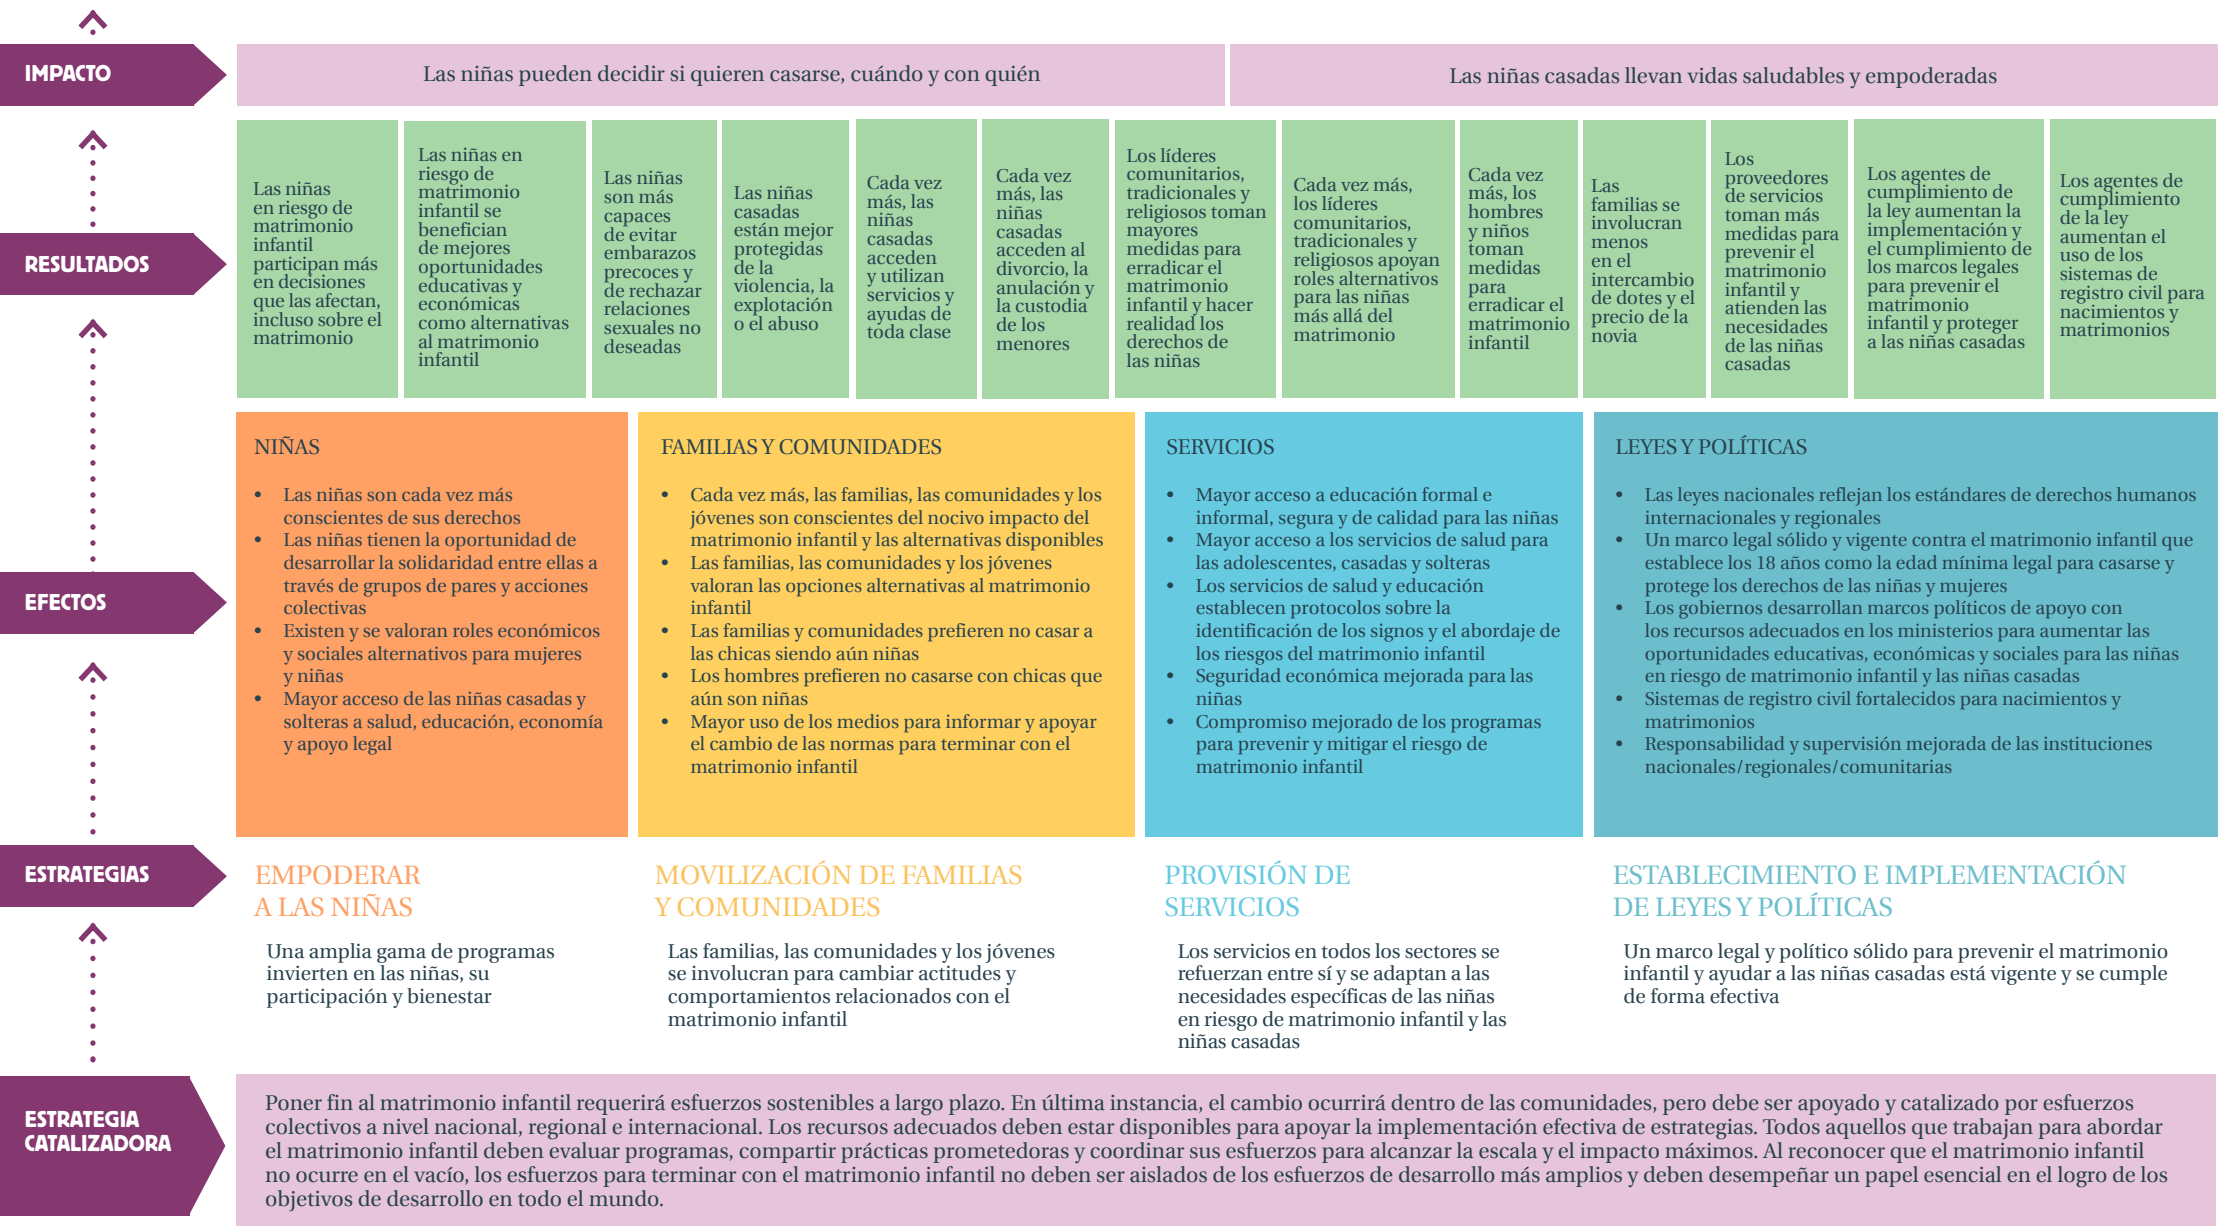 IMPACTO
Las niñas pueden decidir si quieren casarse, cuándo y con quién
Las niñas casadas llevan vidas saludables y empoderadas
RESULTADOS
Las niñas
en riesgo de
matrimonio
infantil
participan más
en decisiones
que las afectan,
incluso sobre el
matrimonio
Las niñas en
riesgo de
matrimonio
infantil se
benefician
de mejores
oportunidades
educativas y
económicas
como alternativas
al matrimonio
infantil
Las niñas
son más
capaces
de evitar
embarazos
precoces y
de rechazar
relaciones
sexuales no
deseadas
Las niñas
casadas
están mejor
protegidas
de la
violencia, la
explotación
o el abuso
Cada vez
más, las
niñas
casadas
acceden
y utilizan
servicios y
ayudas de
toda clase
Cada vez
más, las
niñas
casadas
acceden al
divorcio, la
anulación y
la custodia
de los
menores
Los líderes
comunitarios,
tradicionales y
religiosos toman
mayores
medidas para
erradicar el
matrimonio
infantil y hacer
realidad los
derechos de
las niñas
Cada vez más,
los líderes
comunitarios,
tradicionales y
religiosos apoyan
roles alternativos
para las niñas
más allá del
matrimonio
Cada vez
más, los
hombres
y niños
toman
medidas
para
erradicar el
matrimonio
infantil
Las
familias se
involucran
menos
en el
intercambio
de dotes y el
precio de la
novia
Los
proveedores
de servicios
toman más
medidas para
prevenir el
matrimonio
infantil y
atienden las
necesidades
de las niñas
casadas
Los agentes de
cumplimiento de
la ley aumentan la
implementación y
el cumplimiento de
los marcos legales
para prevenir el
matrimonio
infantil y proteger
a las niñas casadas
Los agentes de
cumplimiento
de la ley
aumentan el
uso de los
sistemas de
registro civil para
nacimientos y
matrimonios
EFECTOS
NIÑAS
• Las niñas son cada vez más
conscientes de sus derechos
• Las niñas tienen la oportunidad de
desarrollar la solidaridad entre ellas a
través de grupos de pares y acciones
colectivas
• Existen y se valoran roles económicos
y sociales alternativos para mujeres
y niñas
• Mayor acceso de las niñas casadas y
solteras a salud, educación, economía
y apoyo legal
FAMILIAS Y COMUNIDADES
• Cada vez más, las familias, las comunidades y los
jóvenes son conscientes del nocivo impacto del
matrimonio infantil y las alternativas disponibles
• Las familias, las comunidades y los jóvenes
valoran las opciones alternativas al matrimonio
infantil
• Las familias y comunidades prefieren no casar a
las chicas siendo aún niñas
• Los hombres prefieren no casarse con chicas que
aún son niñas
• Mayor uso de los medios para informar y apoyar
el cambio de las normas para terminar con el
matrimonio infantil
SERVICIOS
• Mayor acceso a educación formal e
informal, segura y de calidad para las niñas
• Mayor acceso a los servicios de salud para
las adolescentes, casadas y solteras
• Los servicios de salud y educación
establecen protocolos sobre la
identificación de los signos y el abordaje de
los riesgos del matrimonio infantil
• Seguridad económica mejorada para las
niñas
• Compromiso mejorado de los programas
para prevenir y mitigar el riesgo de
matrimonio infantil
LEYES Y POLÍTICAS
• Las leyes nacionales reflejan los estándares de derechos humanos
internacionales y regionales
• Un marco legal sólido y vigente contra el matrimonio infantil que
establece los 18 años como la edad mínima legal para casarse y
protege los derechos de las niñas y mujeres
• Los gobiernos desarrollan marcos políticos de apoyo con
los recursos adecuados en los ministerios para aumentar las
oportunidades educativas, económicas y sociales para las niñas
en riesgo de matrimonio infantil y las niñas casadas
• Sistemas de registro civil fortalecidos para nacimientos y
matrimonios
• Responsabilidad y supervisión mejorada de las instituciones
nacionales/regionales/comunitarias
ESTRATEGIAS
EMPODERAR
A LAS NIÑAS
Una amplia gama de programas
invierten en las niñas, su
participación y bienestar
MOVILIZACIÓN DE FAMILIAS
Y COMUNIDADES
Las familias, las comunidades y los jóvenes
se involucran para cambiar actitudes y
comportamientos relacionados con el
matrimonio infantil
PROVISIÓN DE
SERVICIOS
Los servicios en todos los sectores se
refuerzan entre sí y se adaptan a las
necesidades específicas de las niñas
en riesgo de matrimonio infantil y las
niñas casadas
ESTABLECIMIENTO E IMPLEMENTACIÓN
DE LEYES Y POLÍTICAS
Un marco legal y político sólido para prevenir el matrimonio
infantil y ayudar a las niñas casadas está vigente y se cumple
de forma efectiva
ESTRATEGIA
CATALIZADORA
Poner fin al matrimonio infantil requerirá esfuerzos sostenibles a largo plazo. En última instancia, el cambio ocurrirá dentro de las comunidades, pero debe ser apoyado y catalizado por esfuerzos
colectivos a nivel nacional, regional e internacional. Los recursos adecuados deben estar disponibles para apoyar la implementación efectiva de estrategias. Todos aquellos que trabajan para abordar
el matrimonio infantil deben evaluar programas, compartir prácticas prometedoras y coordinar sus esfuerzos para alcanzar la escala y el impacto máximos. Al reconocer que el matrimonio infantil
no ocurre en el vacío, los esfuerzos para terminar con el matrimonio infantil no deben ser aislados de los esfuerzos de desarrollo más amplios y deben desempeñar un papel esencial en el logro de los
objetivos de desarrollo en todo el mundo.